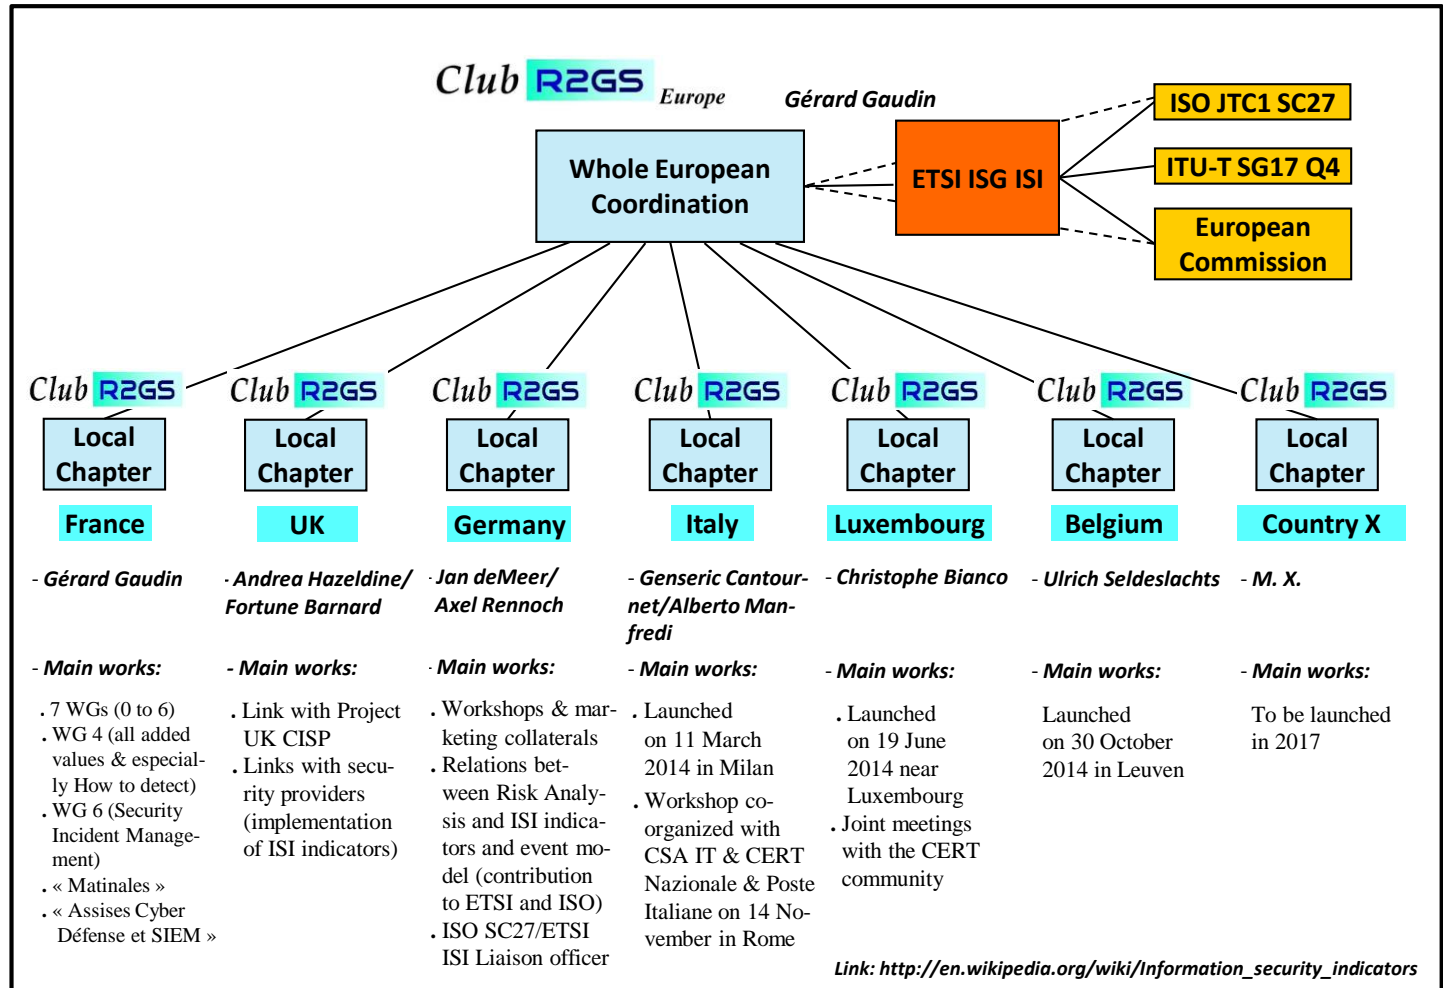 Club R2GS Europe
Gérard Gaudin
Whole European
Coordination
ETSI ISG ISI
ISO JTC1 SC27
ITU-T SG17 Q4
European
Commission
Club R2GS
Local
Chapter
France
- Gérard Gaudin
- Main works:
. 7 WGs (0 to 6)
. WG 4 (all added
values & especial-
ly How to detect)
. WG 6 (Security
Incident Manage-
ment)
. « Matinales »
. « Assises Cyber
Défense et SIEM »
Club R2GS
Local
Chapter
UK
- Andrea Hazeldine/
Fortune Barnard
- Main works:
. Link with Project
UK CISP
. Links with secu-
rity providers
(implementation
of ISI indicators)
Club R2GS
Local
Chapter
Germany
- Jan deMeer/
Axel Rennoch
- Main works:
. Workshops & mar-
keting collaterals
. Relations bet-
ween Risk Analy-
sis and ISI indica-
tors and event mo-
del (contribution
to ETSI and ISO)
. ISO SC27/ETSI
ISI Liaison officer
Club R2GS
Local
Chapter
Italy
- Genseric Cantour-
net/Alberto Man-
fredi
- Main works:
. Launched
on 11 March
2014 in Milan
. Workshop co-
organized with
CSA IT & CERT
Nazionale & Poste
Italiane on 14 No-
vember in Rome
Club R2GS
Local
Chapter
Luxembourg
- Christophe Bianco
- Main works:
. Launched
on 19 June
2014 near
Luxembourg
. Joint meetings
with the CERT
community
Club R2GS
Local
Chapter
Belgium
- Ulrich Seldeslachts
- Main works:
Launched
on 30 October
2014 in Leuven
Club R2GS
Local
Chapter
Country X
- M. X.
- Main works:
To be launched
in 2017
Link: http://en.wikipedia.org/wiki/Information_security_indicators